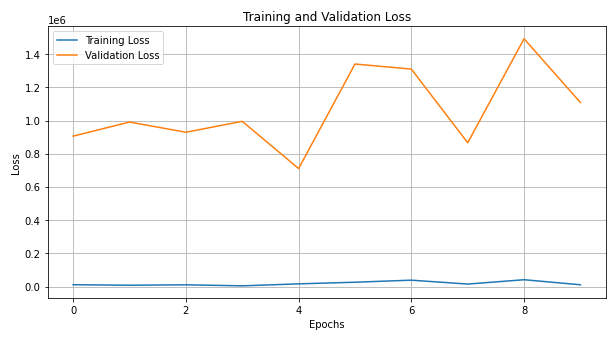 Training and Validation Loss
1e6
Training Loss
Validation Loss
1.4
1.2
1.0
0.8
0.6
0.4
0.2
0.0
Loss
0 2 4 6 8
Epochs